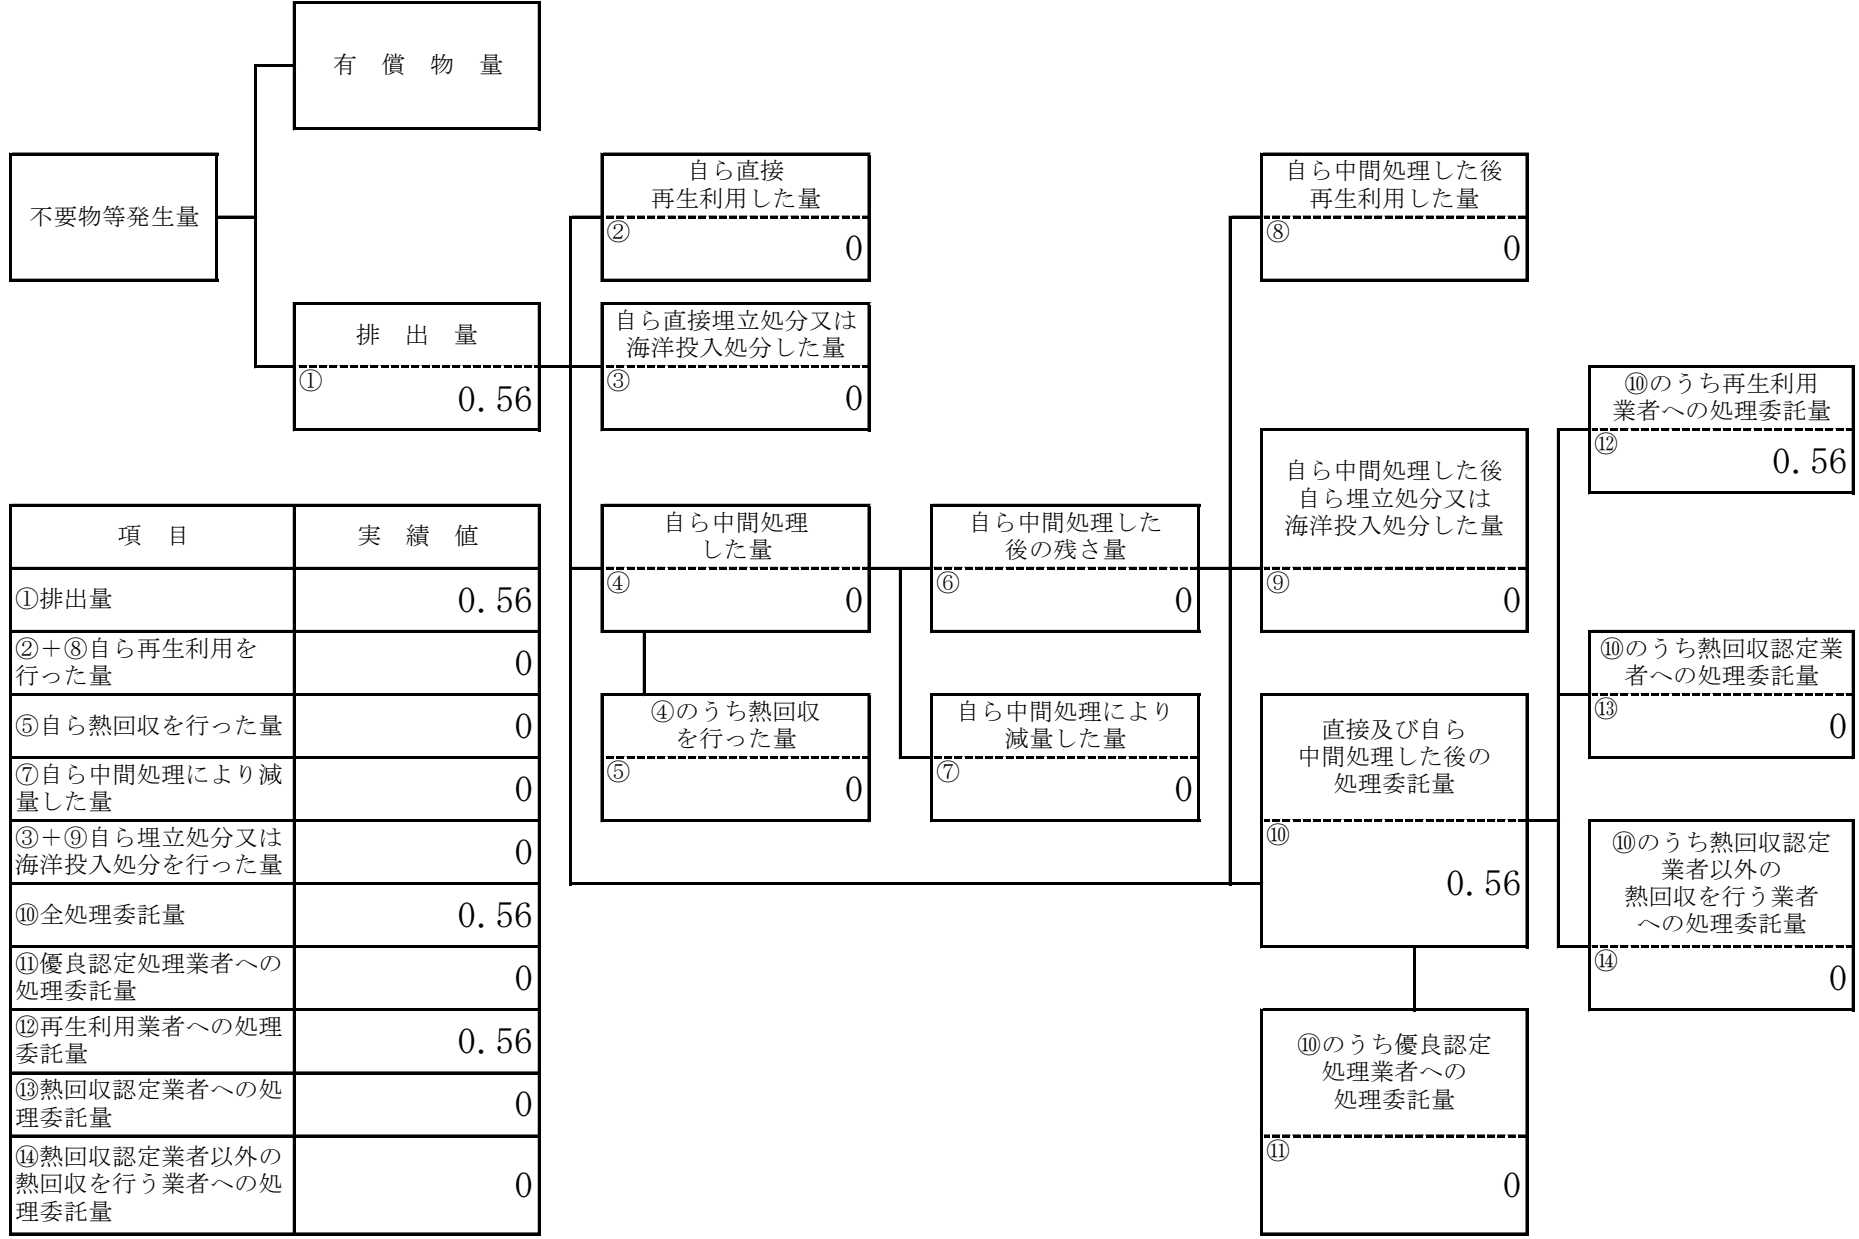 有　償　物　量
不要物等発生量
排　出　量
①
0.56
自ら直接
再生利用した量
②
0
自ら直接埋立処分又は
海洋投入処分した量
③
0
自ら中間処理
した量
④
0
④のうち熱回収
を行った量
⑤
0
自ら中間処理した
後の残さ量
⑥
0
自ら中間処理により
減量した量
⑦
0
自ら中間処理した後
再生利用した量
⑧
0
自ら中間処理した後
自ら埋立処分又は
海洋投入処分した量
⑨
0
直接及び自ら
中間処理した後の
処理委託量
⑩
0.56
⑩のうち優良認定
処理業者への
処理委託量
⑪
0
⑩のうち再生利用
業者への処理委託量
⑫
0.56
⑩のうち熱回収認定業
者への処理委託量
⑬
0
⑩のうち熱回収認定
業者以外の
熱回収を行う業者
への処理委託量
⑭
0
項　目
実　績　値
①排出量
0.56
②＋⑧自ら再生利用を
行った量
0
⑤自ら熱回収を行った量
0
⑦自ら中間処理により減
量した量
0
③＋⑨自ら埋立処分又は
海洋投入処分を行った量
0
⑩全処理委託量
0.56
⑪優良認定処理業者への
処理委託量
0
⑫再生利用業者への処理
委託量
0.56
⑬熱回収認定業者への処
理委託量
0
⑭熱回収認定業者以外の
熱回収を行う業者への処
理委託量
0